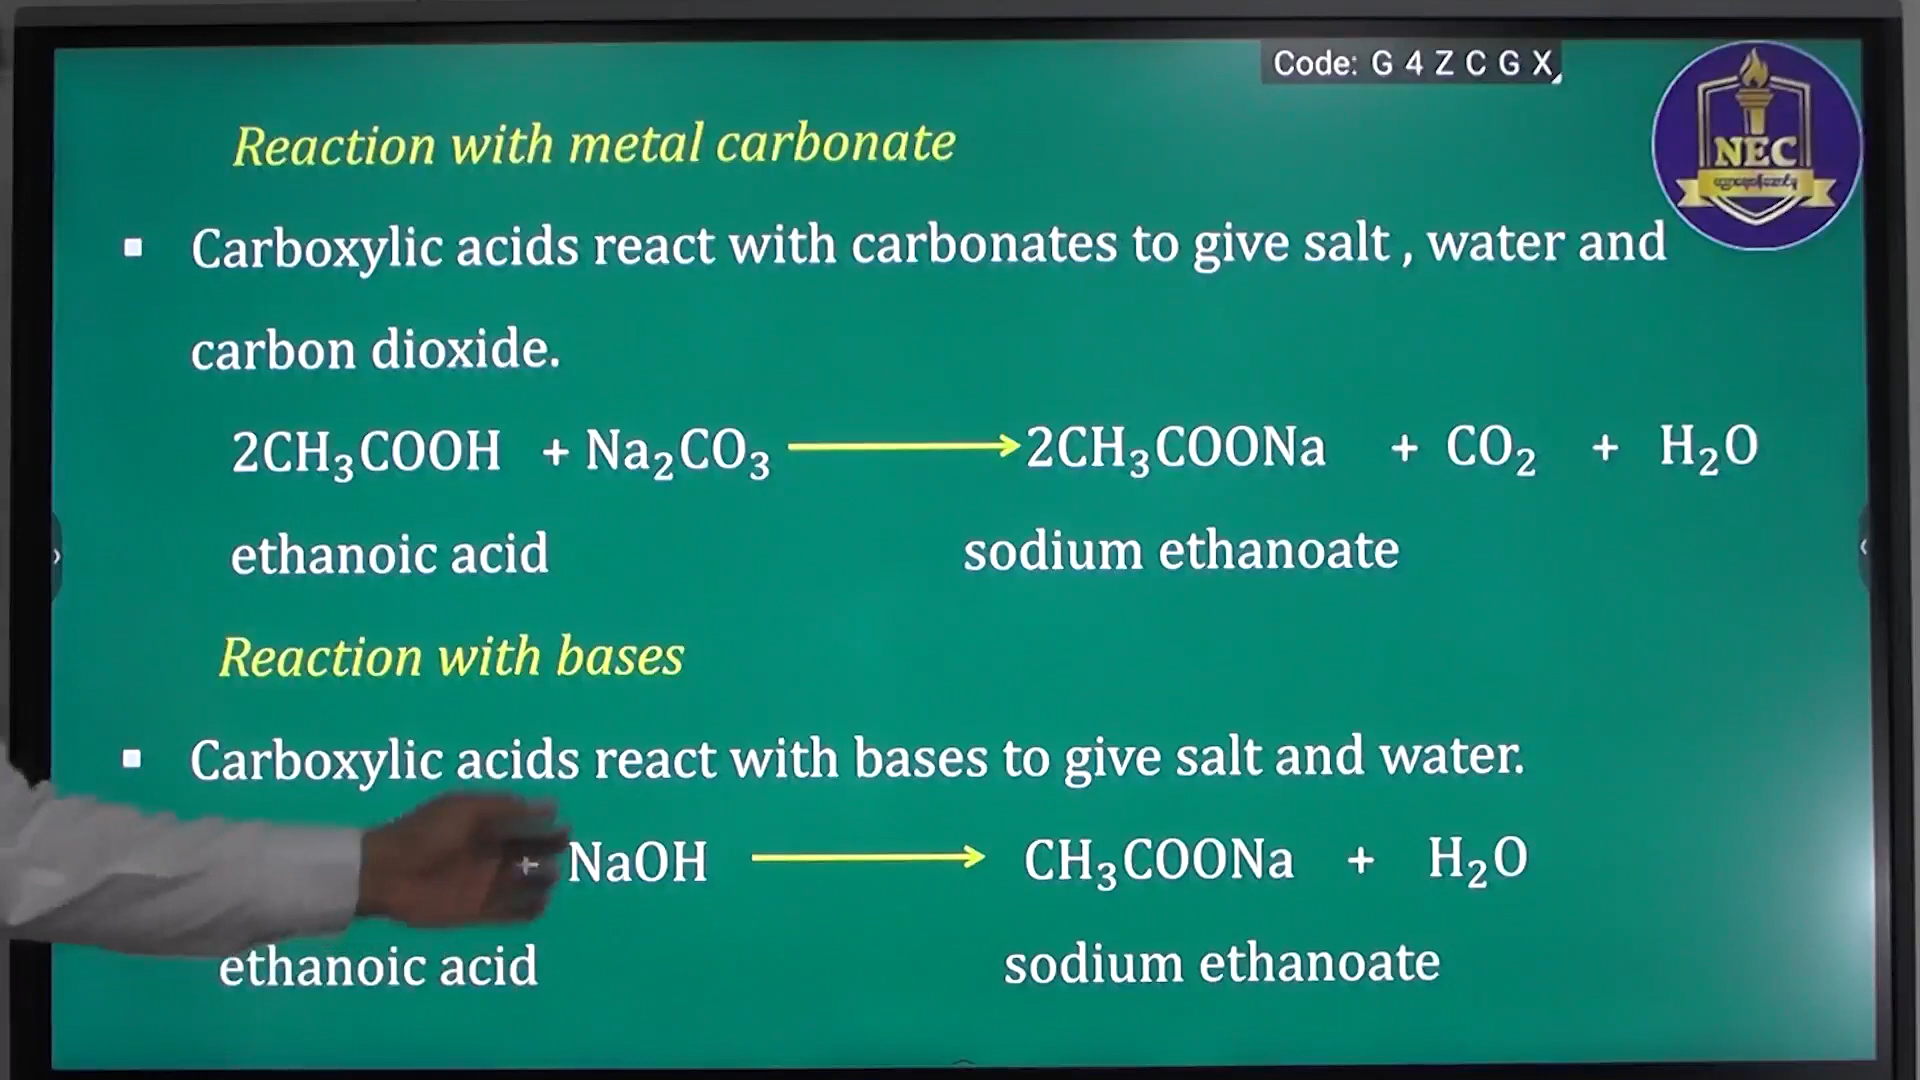 Code: G 4 Z C G X
NEC
Reaction with metal carbonate
▪ Carboxylic acids react with carbonates to give salt , water and
carbon dioxide.
2CH₃COOH + Na₂CO₃ ⟶ 2CH₃COONa + CO₂ + H₂O
ethanoic acid sodium ethanoate
Reaction with bases
▪ Carboxylic acids react with bases to give salt and water.
+ NaOH ⟶ CH₃COONa + H₂O
ethanoic acid sodium ethanoate